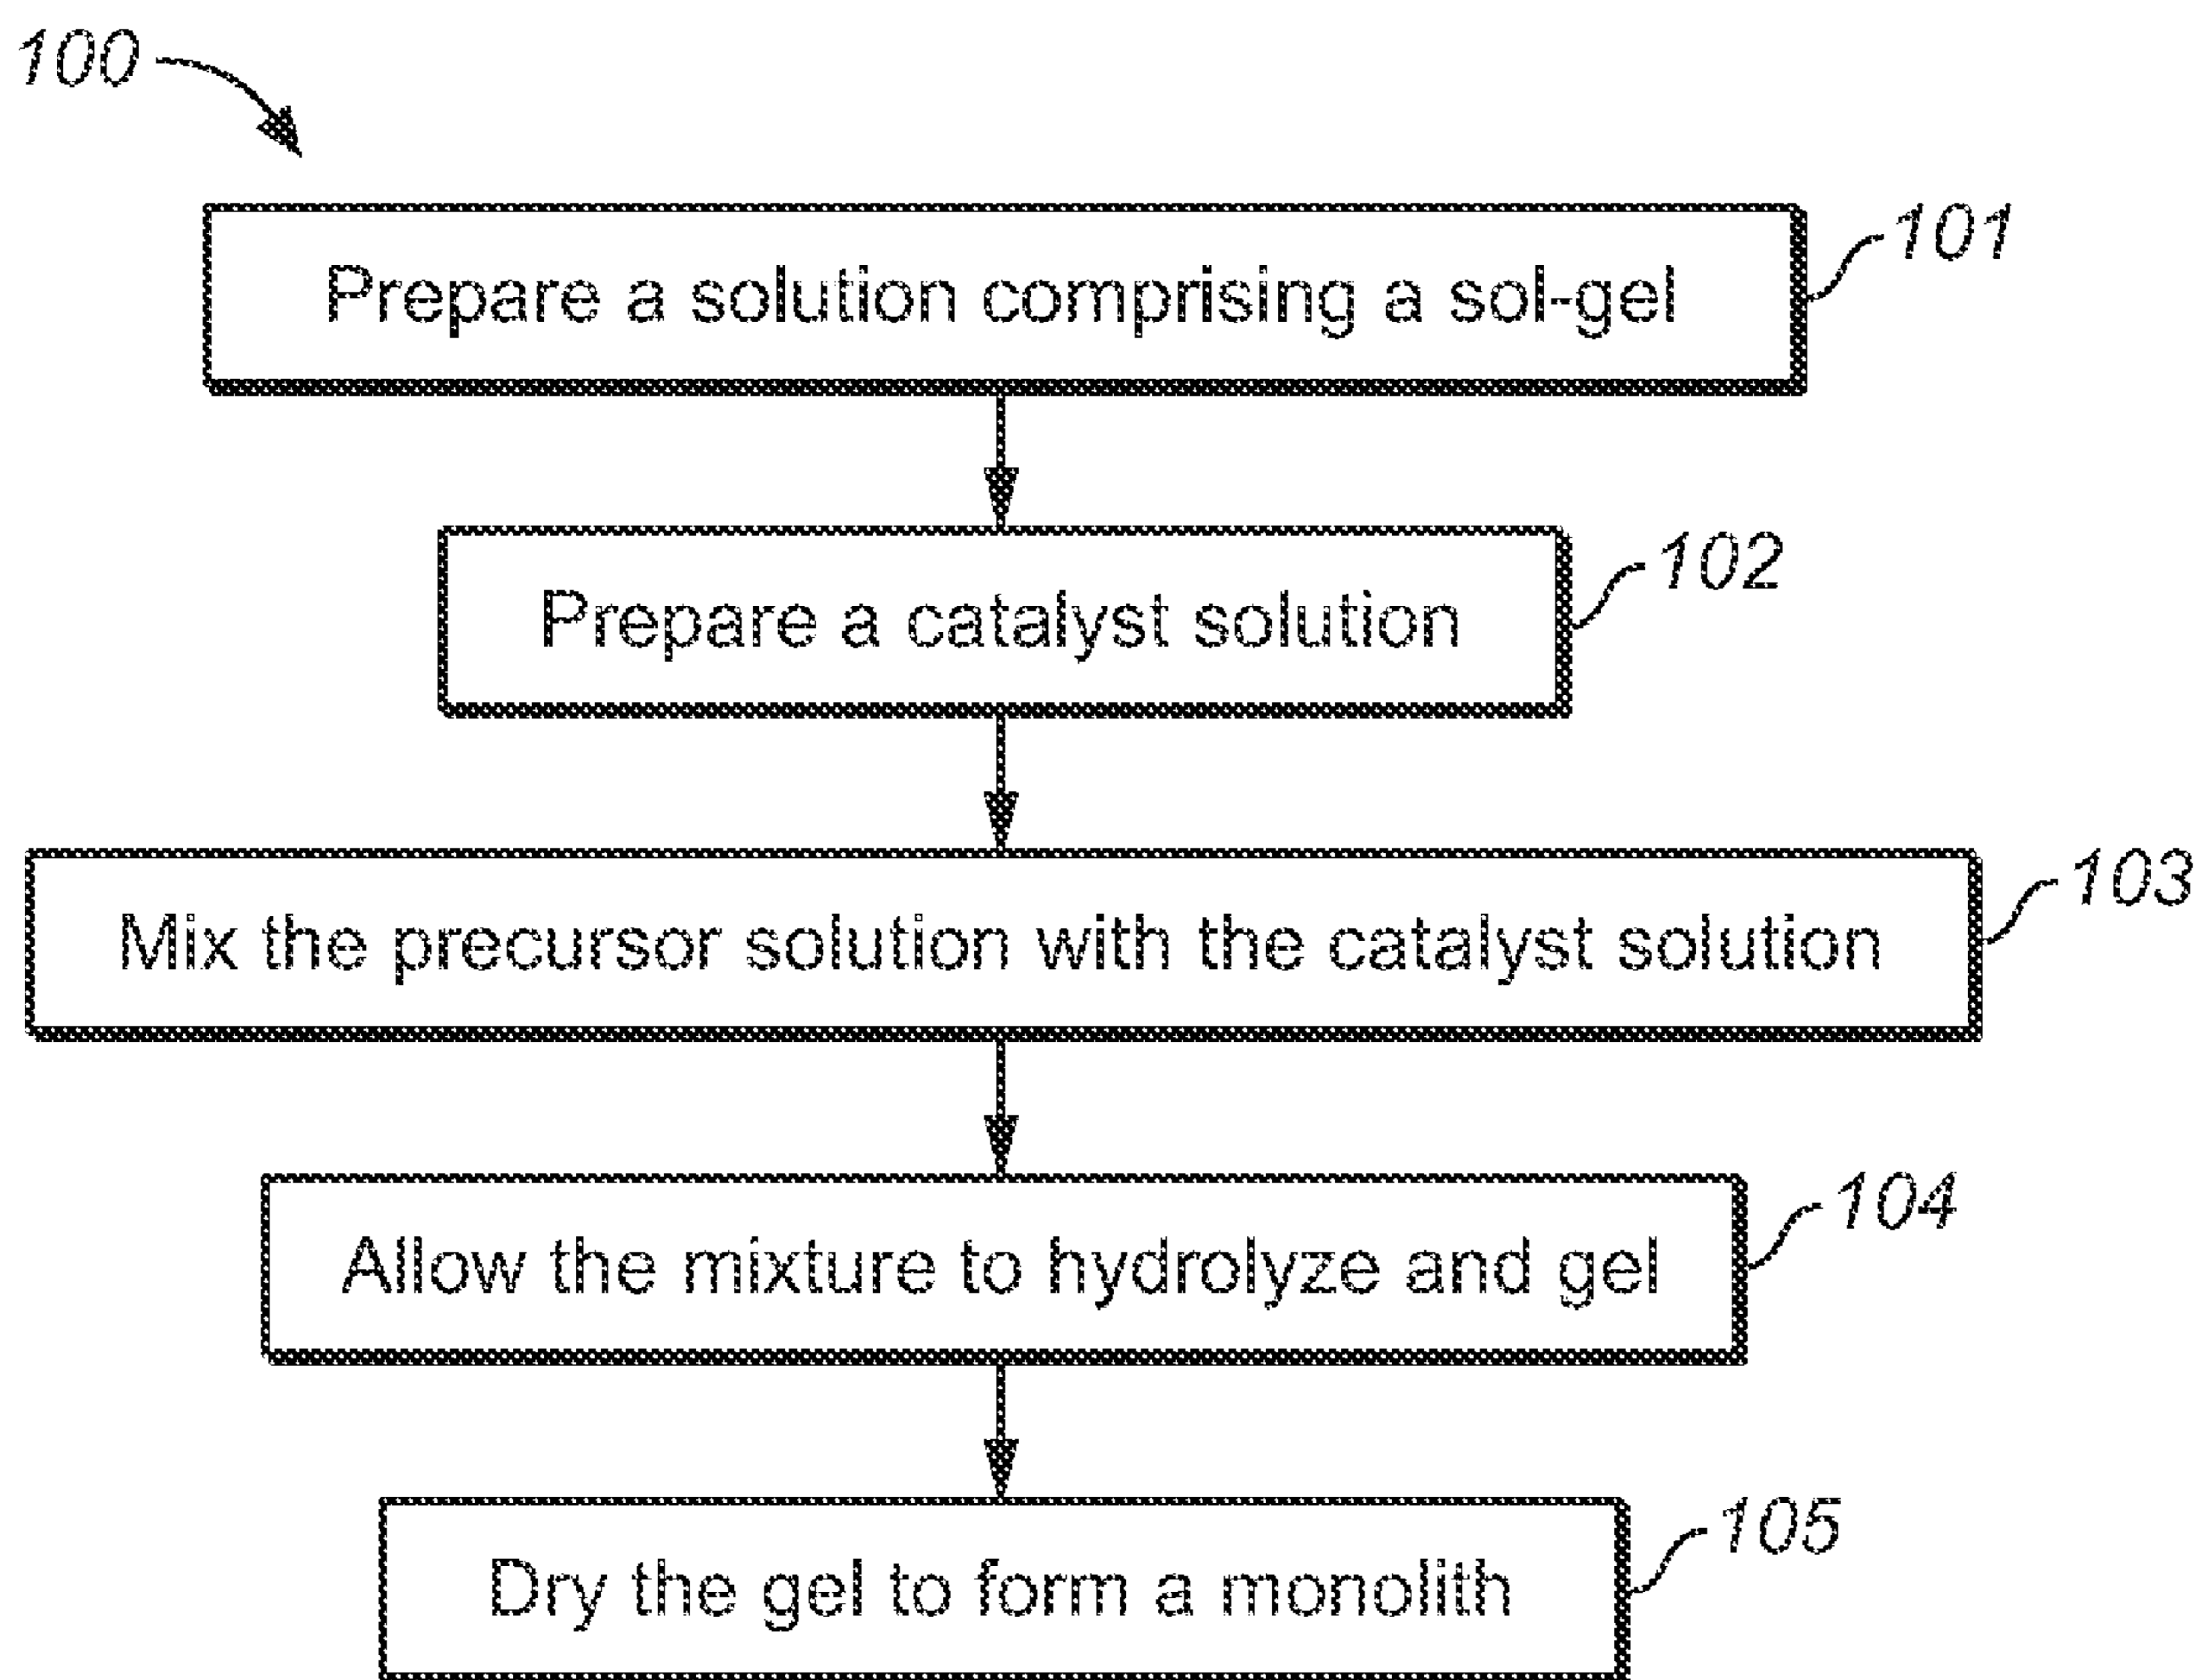 100
Prepare a solution comprising a sol-gel
101
Prepare a catalyst solution
102
Mix the precursor solution with the catalyst solution
103
Allow the mixture to hydrolyze and gel
104
Dry the gel to form a monolith
105